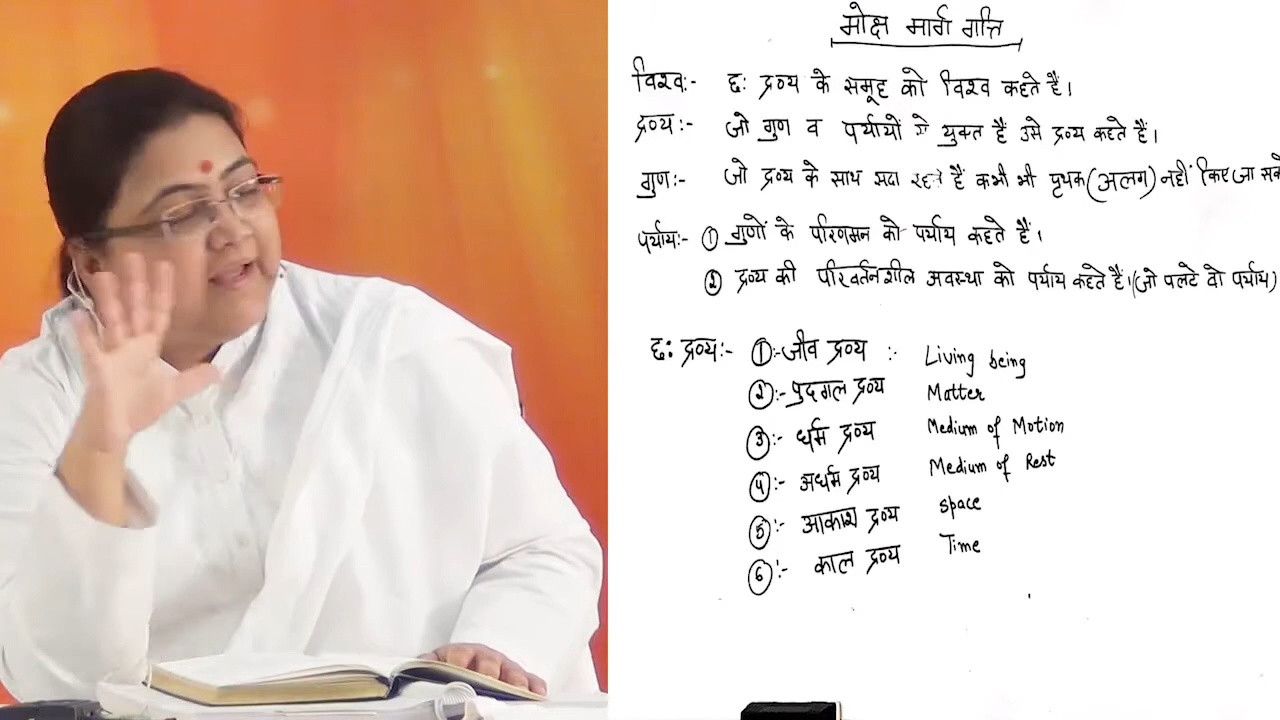 मोक्ष मार्ग गति
विश्व:- छः द्रव्य के समूह को विश्व कहते हैं।
द्रव्य:- जो गुण व पर्यायों से युक्त हैं उसे द्रव्य कहते हैं।
गुण:- जो द्रव्य के साथ सदा रहते हैं कभी भी पृथक(अलग) नहीं किए जा सके
पर्याय:- ① गुणों के परिणमन को पर्याय कहते हैं।
② द्रव्य की परिवर्तनशील अवस्था को पर्याय कहते हैं।(जो पलटे वो पर्याय)
छः द्रव्य:- ①:-जीव द्रव्य :- Living being
②:- पुदगल द्रव्य Matter
③:- धर्म द्रव्य Medium of Motion
④:- अधर्म द्रव्य Medium of Rest
⑤:- आकाश द्रव्य space
⑥:- काल द्रव्य Time